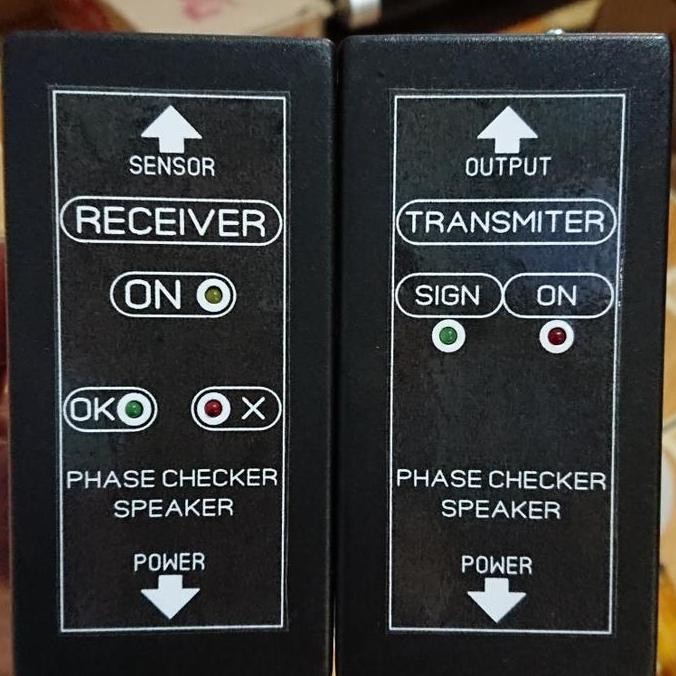 SENSOR
RECEIVER
ON
OK X
PHASE CHECKER
SPEAKER
POWER
OUTPUT
TRANSMITER
SIGN ON
PHASE CHECKER
SPEAKER
POWER